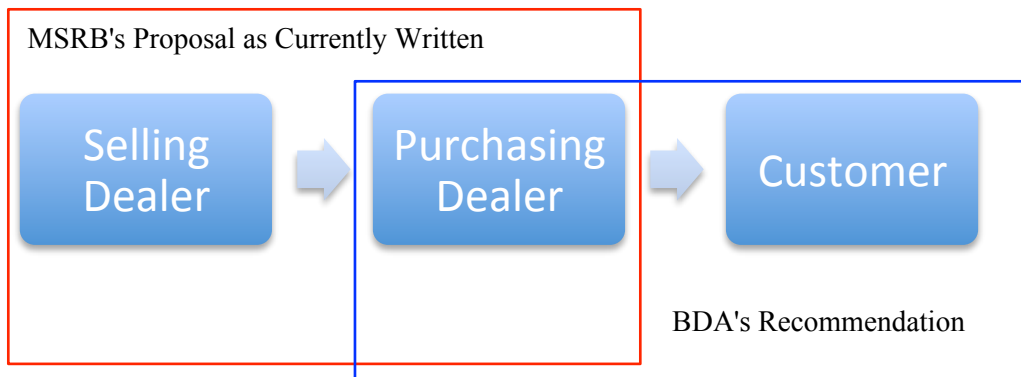 MSRB's Proposal as Currently Written
Selling
Dealer
Purchasing
Dealer
Customer
BDA's Recommendation